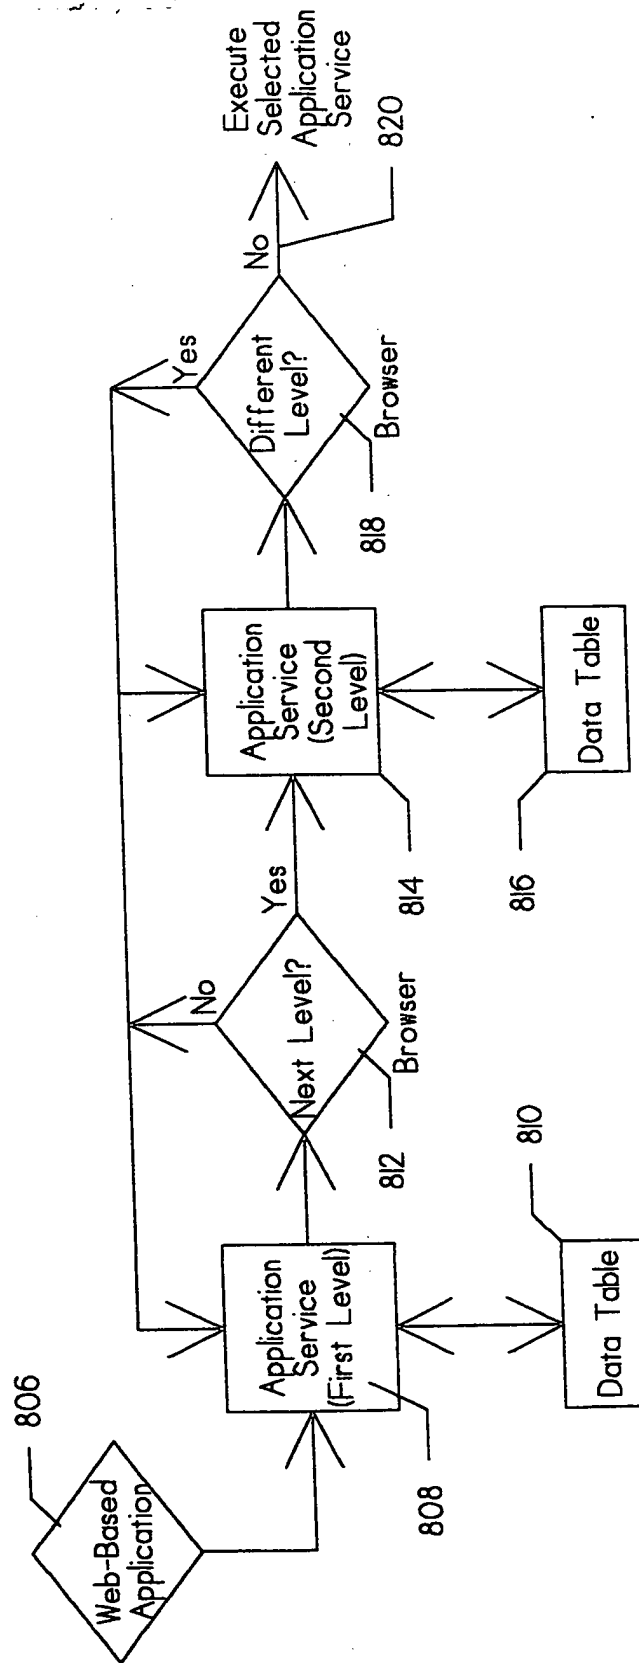 806
Web-Based
Application
Application
Service
(First Level)
808
810
Data Table
Next Level?
No
Yes
812
Browser
Application
Service
(Second
Level)
814
816
Data Table
Different
Level?
Yes
No
818
Browser
820
Execute
Selected
Application
Service